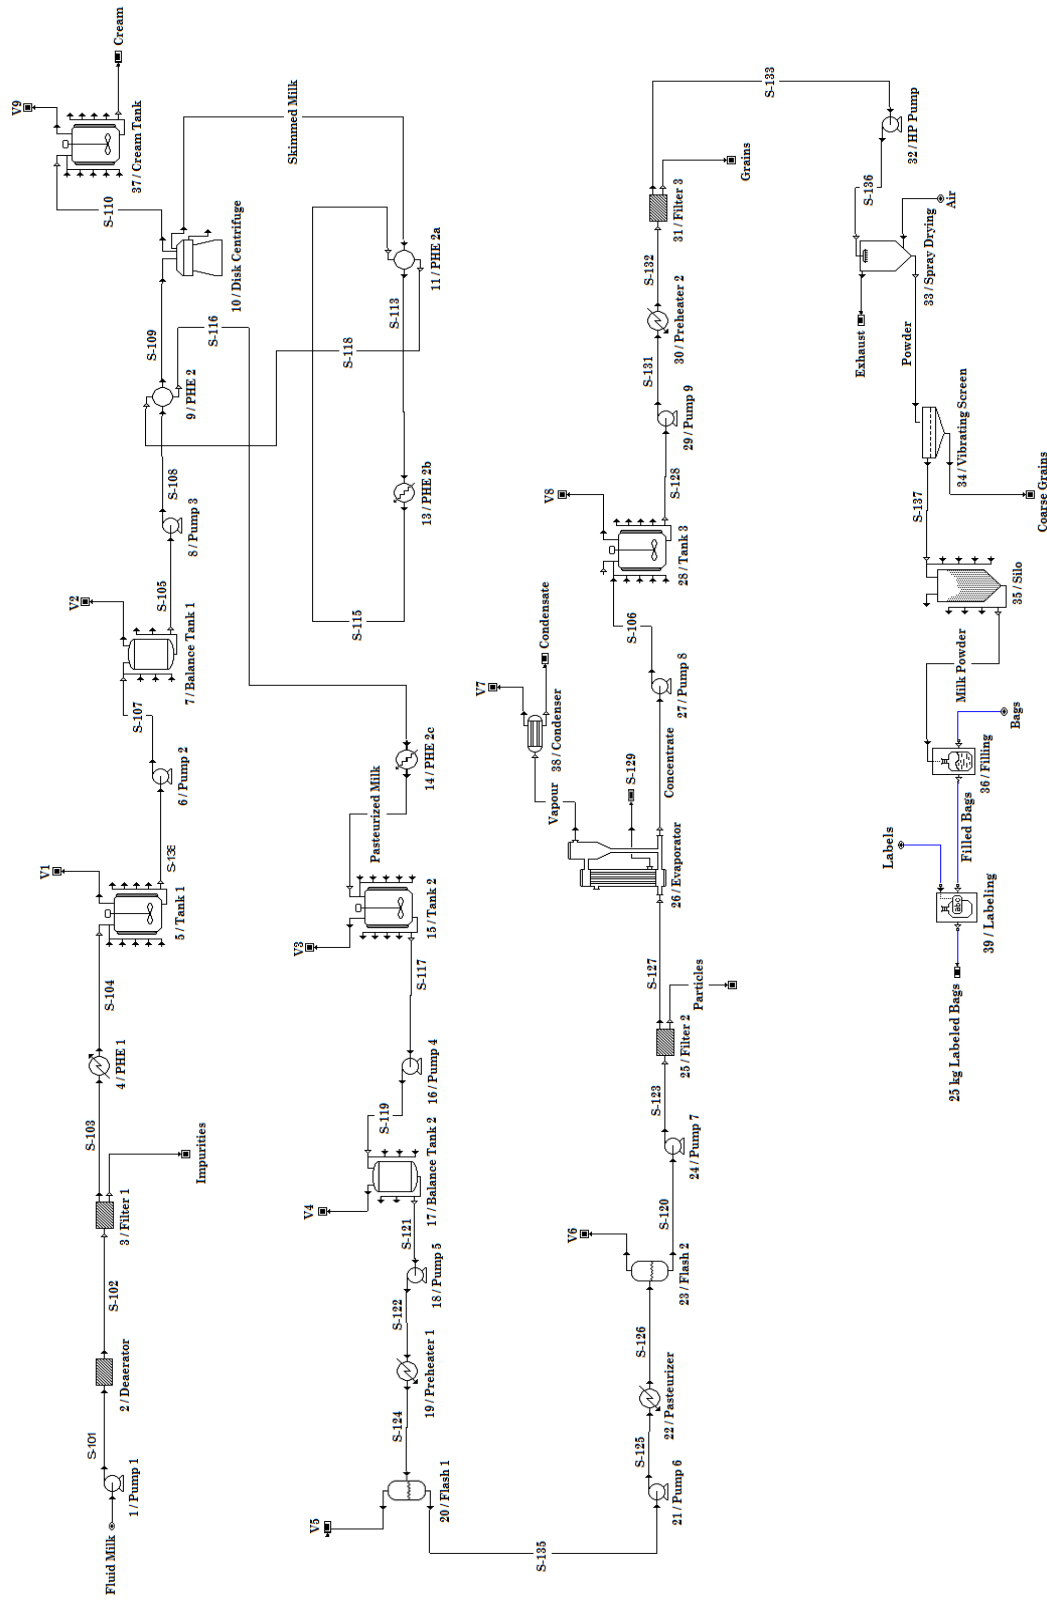 Fluid Milk
1 / Pump 1
S-101
2 / Deaerator
S-102
3 / Filter 1
Impurities
S-103
4 / PHE 1
S-104
V1
5 / Tank 1
S-138
6 / Pump 2
S-107
V2
7 / Balance Tank 1
S-105
8 / Pump 3
S-108
9 / PHE 2
S-109
S-116
10 / Disk Centrifuge
S-110
V9
37 / Cream Tank
Cream
Skimmed Milk
11 / PHE 2a
S-118
S-113
13 / PHE 2b
S-115
14 / PHE 2c
Pasteurized Milk
V3
15 / Tank 2
S-117
16 / Pump 4
S-119
V4
17 / Balance Tank 2
S-121
18 / Pump 5
S-122
19 / Preheater 1
S-124
V5
20 / Flash 1
S-135
21 / Pump 6
S-125
22 / Pasteurizer
S-126
V6
23 / Flash 2
S-120
24 / Pump 7
S-123
25 / Filter 2
Particles
S-127
26 / Evaporator
S-129
Vapour
38 / Condenser
V7
Condensate
Concentrate
27 / Pump 8
S-106
V8
28 / Tank 3
S-128
29 / Pump 9
S-131
30 / Preheater 2
S-132
31 / Filter 3
Grains
S-133
32 / HP Pump
S-136
33 / Spray Drying
Air
Exhaust
Powder
34 / Vibrating Screen
Coarse Grains
S-137
35 / Silo
Milk Powder
36 / Filling
Bags
Filled Bags
Labels
abc
39 / Labeling
25 kg Labeled Bags